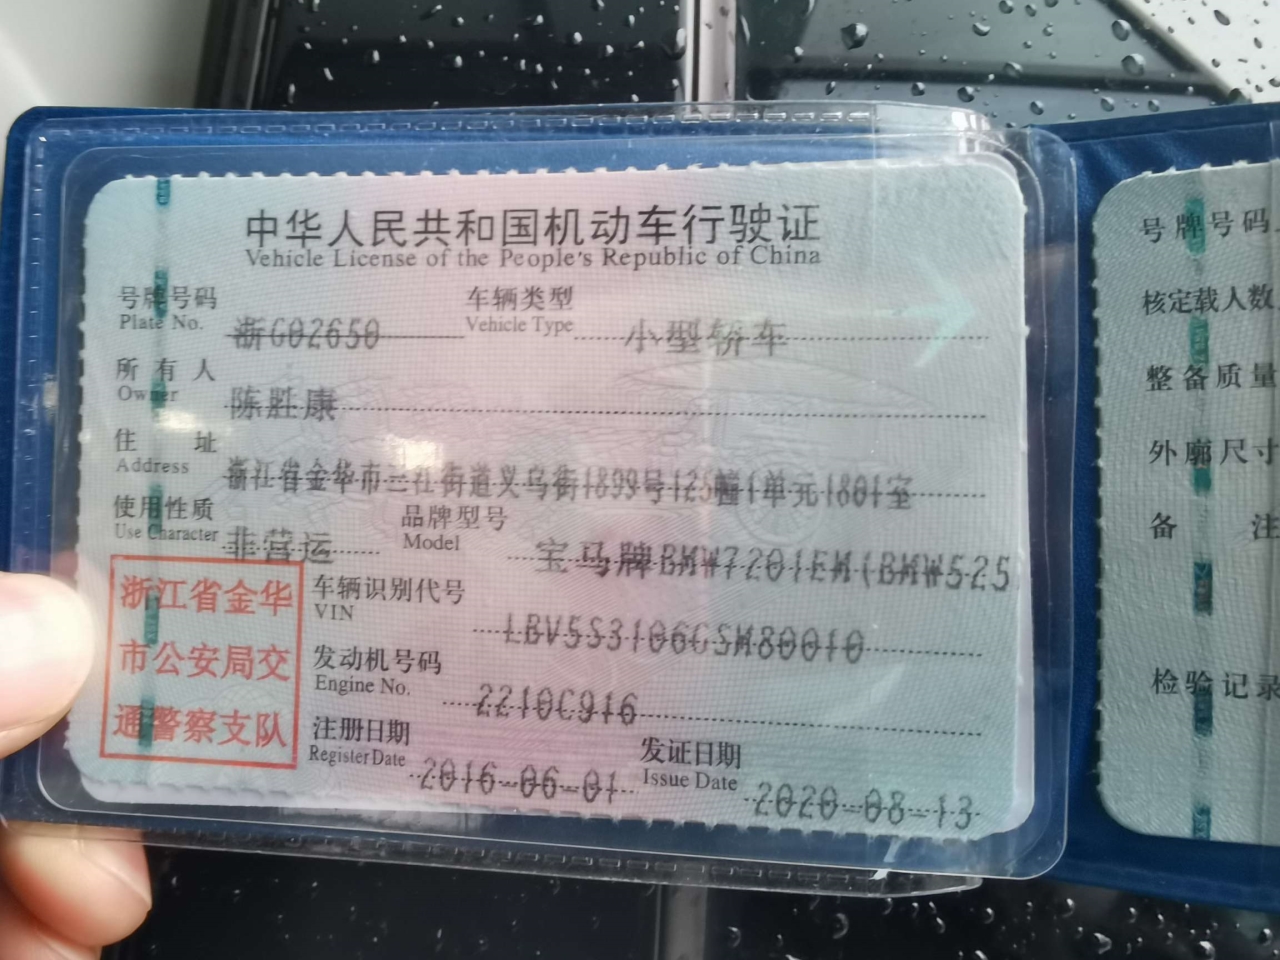 中华人民共和国机动车行驶证
Vehicle License of the People's Republic of China
号牌号码 浙G02650 车辆类型 小型轿车
Plate No. Vehicle Type
所有人 陈胜康
Owner
住址 浙江省金华市三江街道义乌街1899号125幢1单元1801室
Address
使用性质 非营运 品牌型号 宝马牌BMW7201EM(BMW525
Use Character Model
浙江省金华
市公安局交
通警察支队
车辆识别代号 LBV5S3106GSM80010
VIN
发动机号码 2210C916
Engine No.
注册日期 2016-06-01 发证日期 2020-08-13
Register Date Issue Date
号牌号码
核定载人数
整备质量
外廓尺寸
备注
检验记录